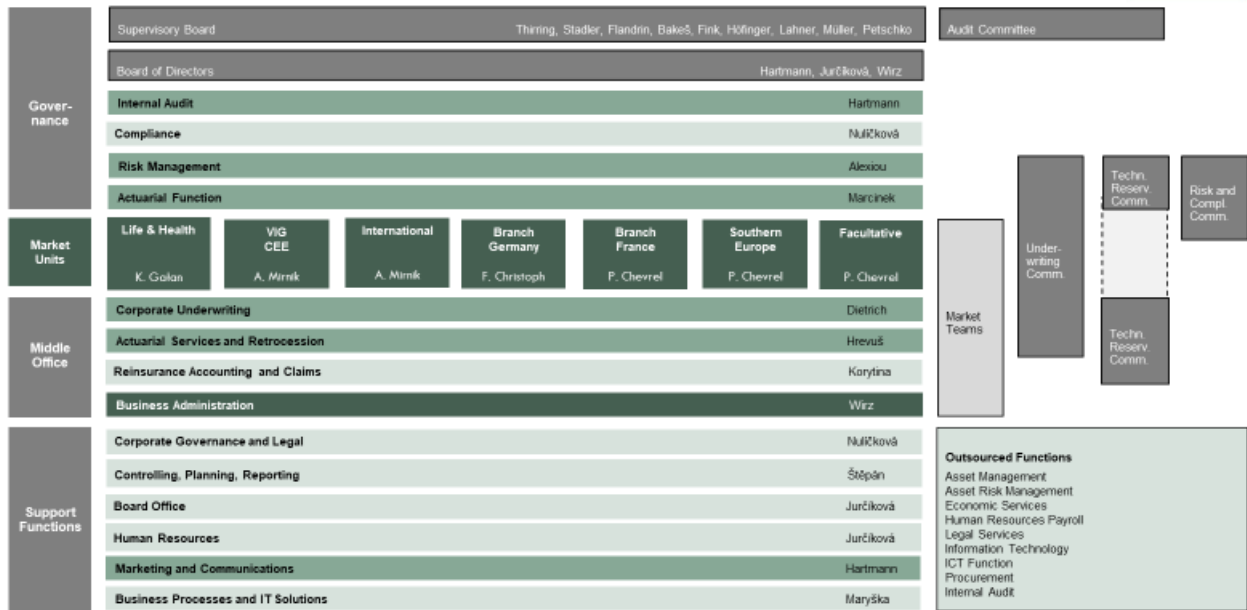 Supervisory Board Thirring, Stadler, Flandrin, Bakeš, Fink, Höfinger, Lahner, Müller, Petschko
Audit Committee
Board of Directors Hartmann, Jurčíková, Wirz
Gover-
nance
Internal Audit Hartmann
Compliance Nulíčková
Risk Management Alexiou
Actuarial Function Marcinek
Market
Units
Life & Health
K. Galan
VIG
CEE
A. Mirnik
International
A. Mirnik
Branch
Germany
F. Christoph
Branch
France
P. Chevrel
Southern
Europe
P. Chevrel
Facultative
P. Chevrel
Middle
Office
Corporate Underwriting Dietrich
Actuarial Services and Retrocession Hrevuš
Reinsurance Accounting and Claims Korytina
Business Administration Wirz
Market
Teams
Under-
writing
Comm.
Techn.
Reserv.
Comm.
Techn.
Reserv.
Comm.
Risk and
Compl.
Comm.
Support
Functions
Corporate Governance and Legal Nulíčková
Controlling, Planning, Reporting Štěpán
Board Office Jurčíková
Human Resources Jurčíková
Marketing and Communications Hartmann
Business Processes and IT Solutions Maryška
Outsourced Functions
Asset Management
Asset Risk Management
Economic Services
Human Resources Payroll
Legal Services
Information Technology
ICT Function
Procurement
Internal Audit